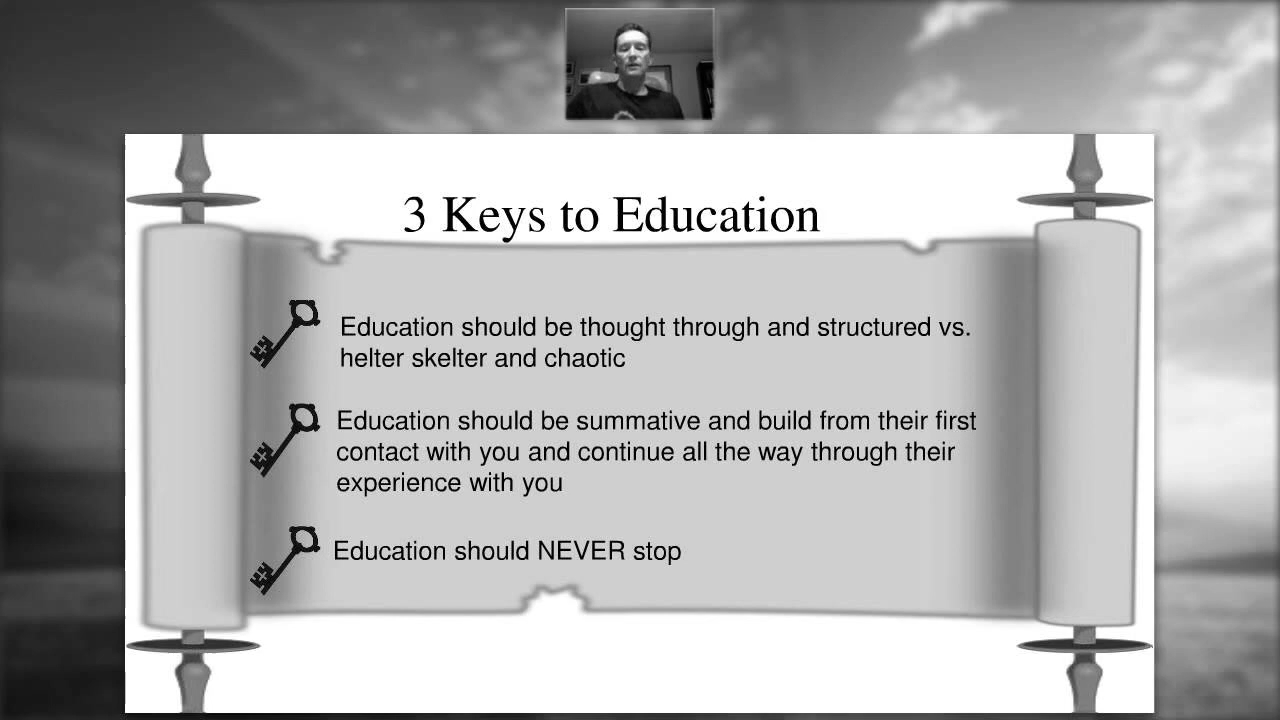 3 Keys to Education
Education should be thought through and structured vs.
helter skelter and chaotic
Education should be summative and build from their first
contact with you and continue all the way through their
experience with you
Education should NEVER stop